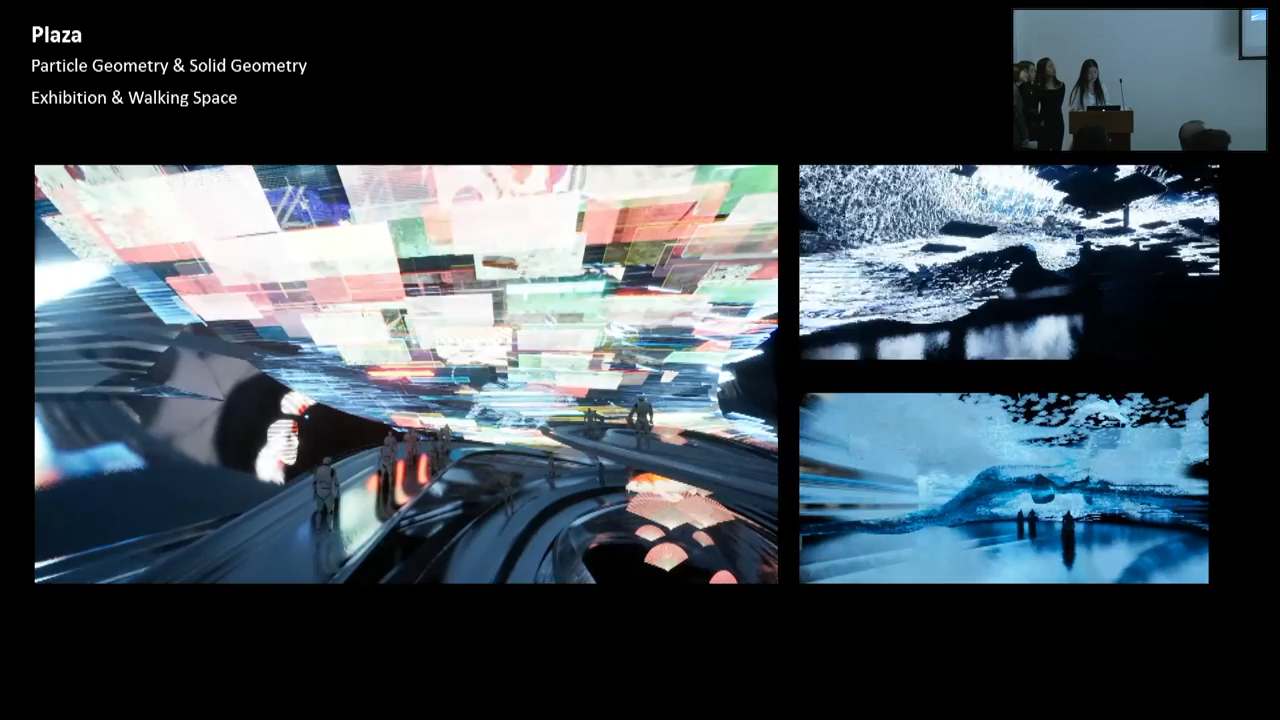 Plaza
Particle Geometry & Solid Geometry
Exhibition & Walking Space